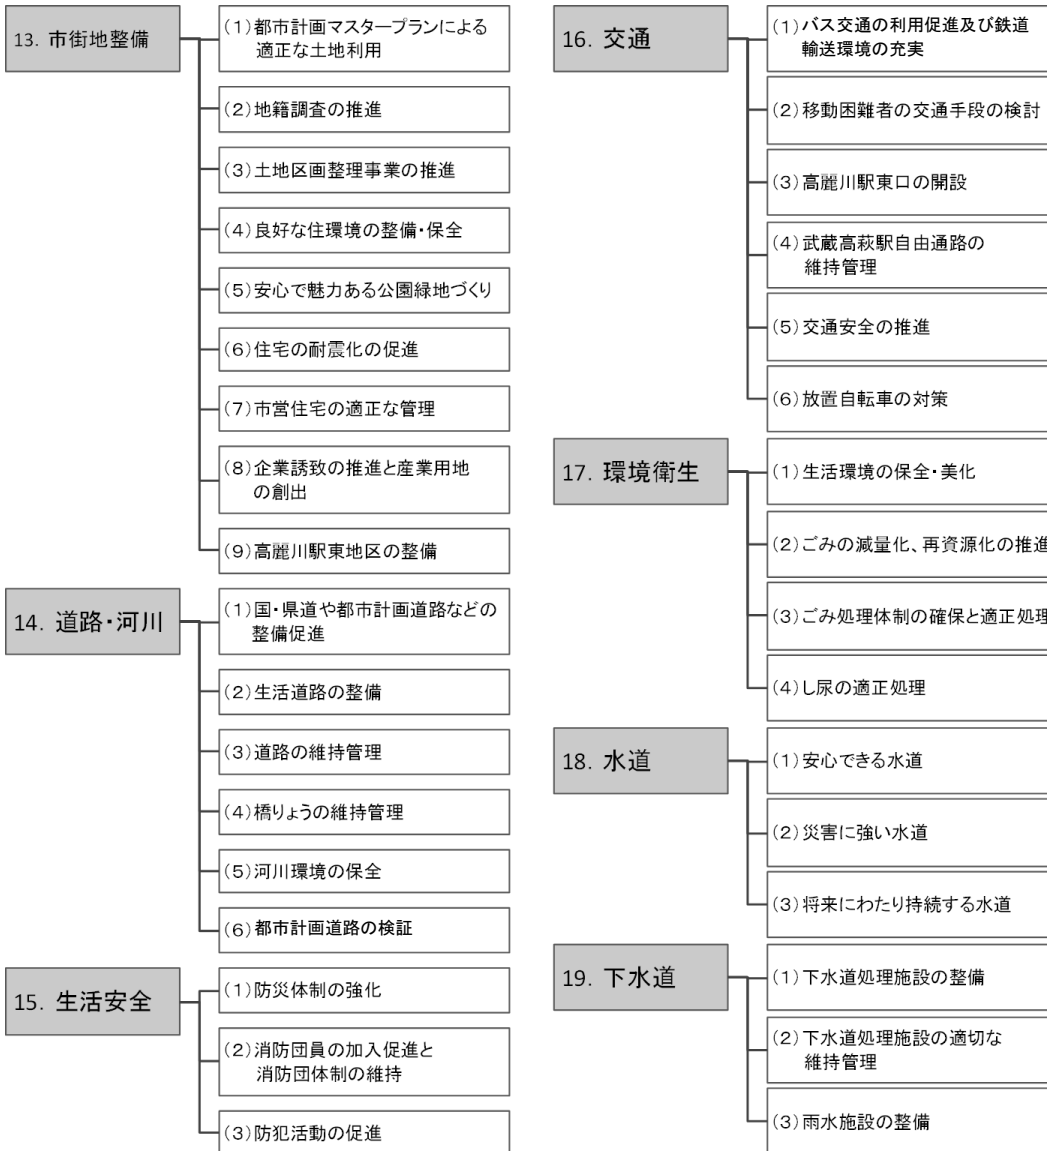 13. 市街地整備
(1)都市計画マスタープランによる
適正な土地利用
(2)地籍調査の推進
(3)土地区画整理事業の推進
(4)良好な住環境の整備・保全
(5)安心で魅力ある公園緑地づくり
(6)住宅の耐震化の促進
(7)市営住宅の適正な管理
(8)企業誘致の推進と産業用地
の創出
(9)高麗川駅東地区の整備
14. 道路・河川
(1)国・県道や都市計画道路などの
整備促進
(2)生活道路の整備
(3)道路の維持管理
(4)橋りょうの維持管理
(5)河川環境の保全
(6)都市計画道路の検証
15. 生活安全
(1)防災体制の強化
(2)消防団員の加入促進と
消防団体制の維持
(3)防犯活動の促進
16. 交通
(1)バス交通の利用促進及び鉄道
輸送環境の充実
(2)移動困難者の交通手段の検討
(3)高麗川駅東口の開設
(4)武蔵高萩駅自由通路の
維持管理
(5)交通安全の推進
(6)放置自転車の対策
17. 環境衛生
(1)生活環境の保全・美化
(2)ごみの減量化、再資源化の推進
(3)ごみ処理体制の確保と適正処理
(4)し尿の適正処理
18. 水道
(1)安心できる水道
(2)災害に強い水道
(3)将来にわたり持続する水道
19. 下水道
(1)下水道処理施設の整備
(2)下水道処理施設の適切な
維持管理
(3)雨水施設の整備